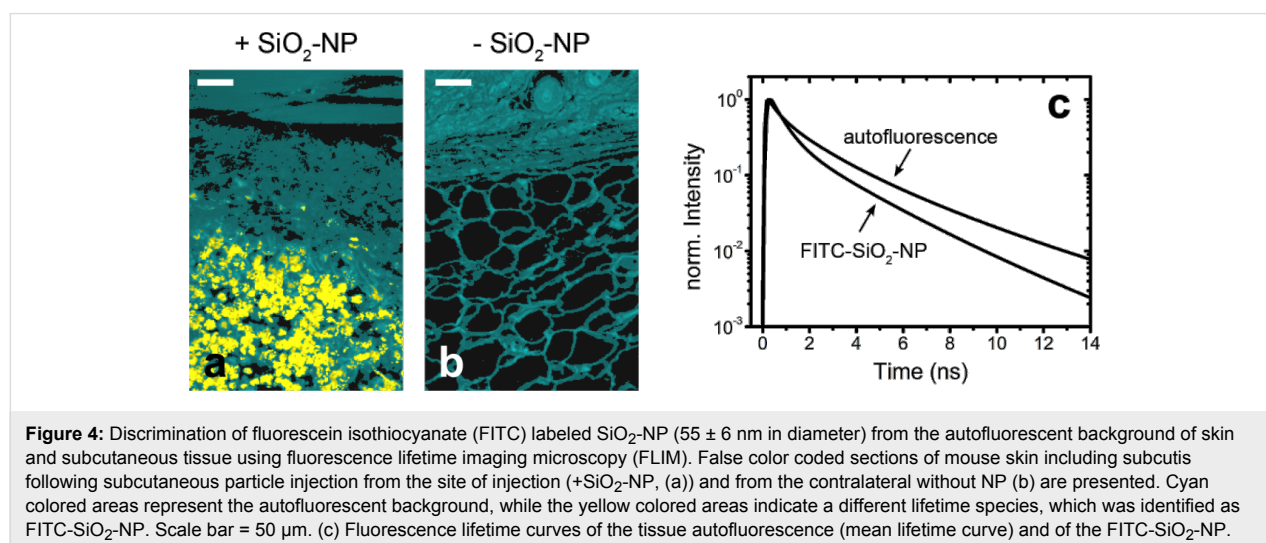 + SiO₂-NP
- SiO₂-NP
a
b
c
norm. Intensity
10⁰
10⁻¹
10⁻²
10⁻³
autofluorescence
FITC-SiO₂-NP
0 2 4 6 8 10 12 14
Time (ns)
Figure 4: Discrimination of fluorescein isothiocyanate (FITC) labeled SiO₂-NP (55 ± 6 nm in diameter) from the autofluorescent background of skin
and subcutaneous tissue using fluorescence lifetime imaging microscopy (FLIM). False color coded sections of mouse skin including subcutis
following subcutaneous particle injection from the site of injection (+SiO₂-NP, (a)) and from the contralateral without NP (b) are presented. Cyan
colored areas represent the autofluorescent background, while the yellow colored areas indicate a different lifetime species, which was identified as
FITC-SiO₂-NP. Scale bar = 50 µm. (c) Fluorescence lifetime curves of the tissue autofluorescence (mean lifetime curve) and of the FITC-SiO₂-NP.